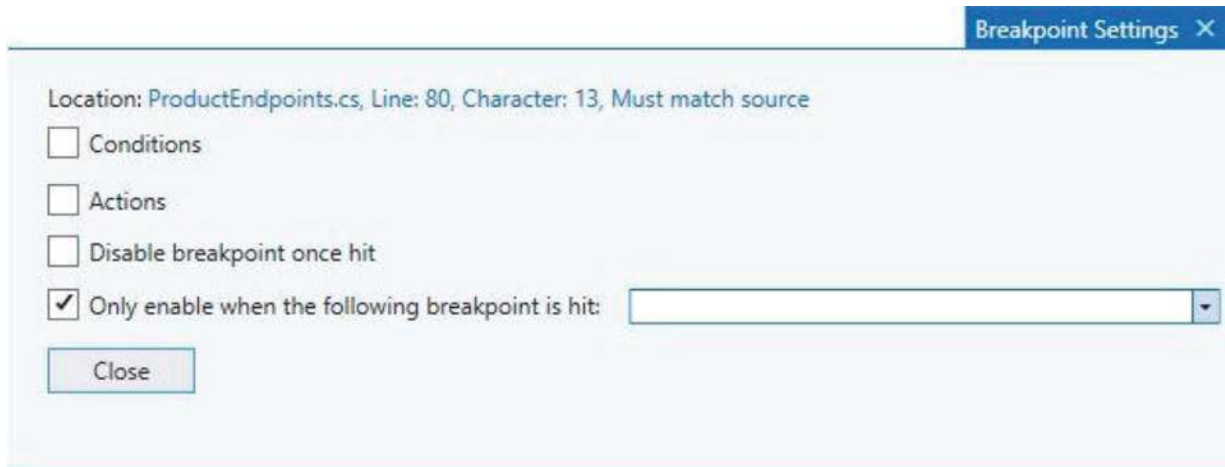 Breakpoint Settings
Location: ProductEndpoints.cs, Line: 80, Character: 13, Must match source
Conditions
Actions
Disable breakpoint once hit
Only enable when the following breakpoint is hit:
Close